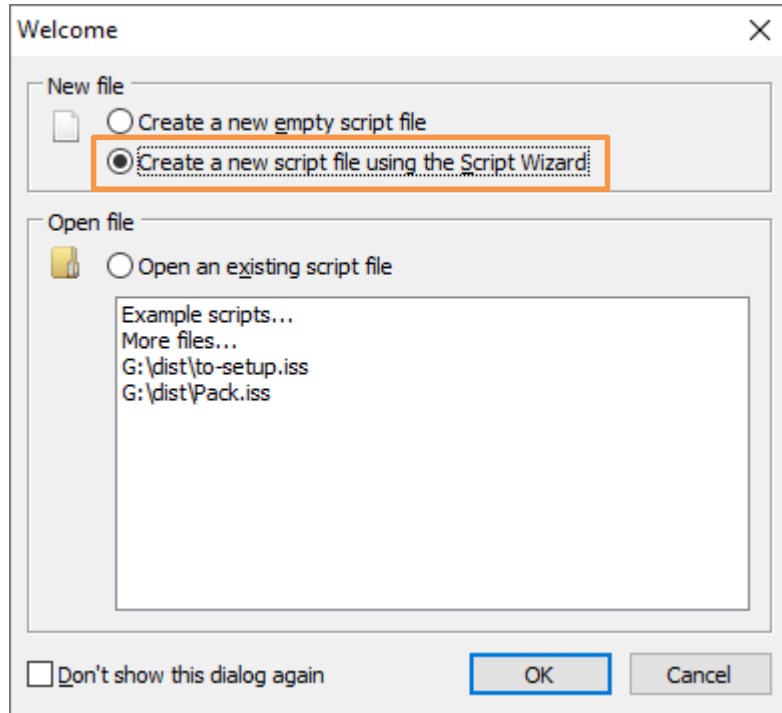 Welcome
New file
Create a new empty script file
Create a new script file using the Script Wizard
Open file
Open an existing script file
Example scripts...
More files...
G:\dist\to-setup.iss
G:\dist\Pack.iss
Don't show this dialog again
OK
Cancel